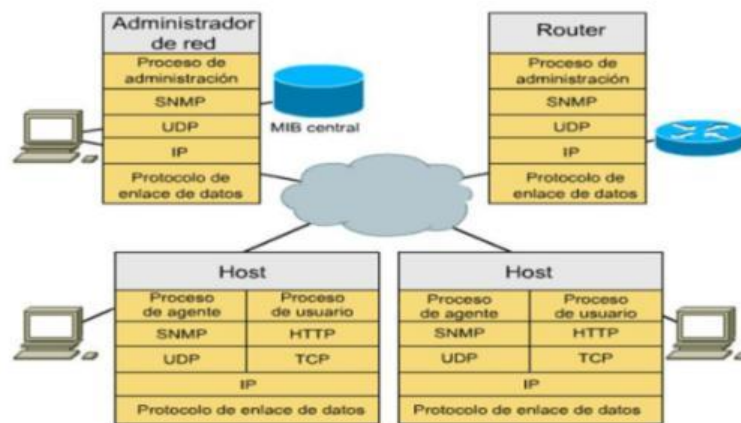 Administrador
de red
Proceso de
administración
SNMP
UDP
IP
Protocolo de
enlace de datos
MIB central
Router
Proceso de
administración
SNMP
UDP
IP
Protocolo de
enlace de datos
Host
Proceso
de agente
Proceso
de usuario
SNMP
HTTP
UDP
TCP
IP
Protocolo de enlace de datos
Host
Proceso
de agente
Proceso
de usuario
SNMP
HTTP
UDP
TCP
IP
Protocolo de enlace de datos